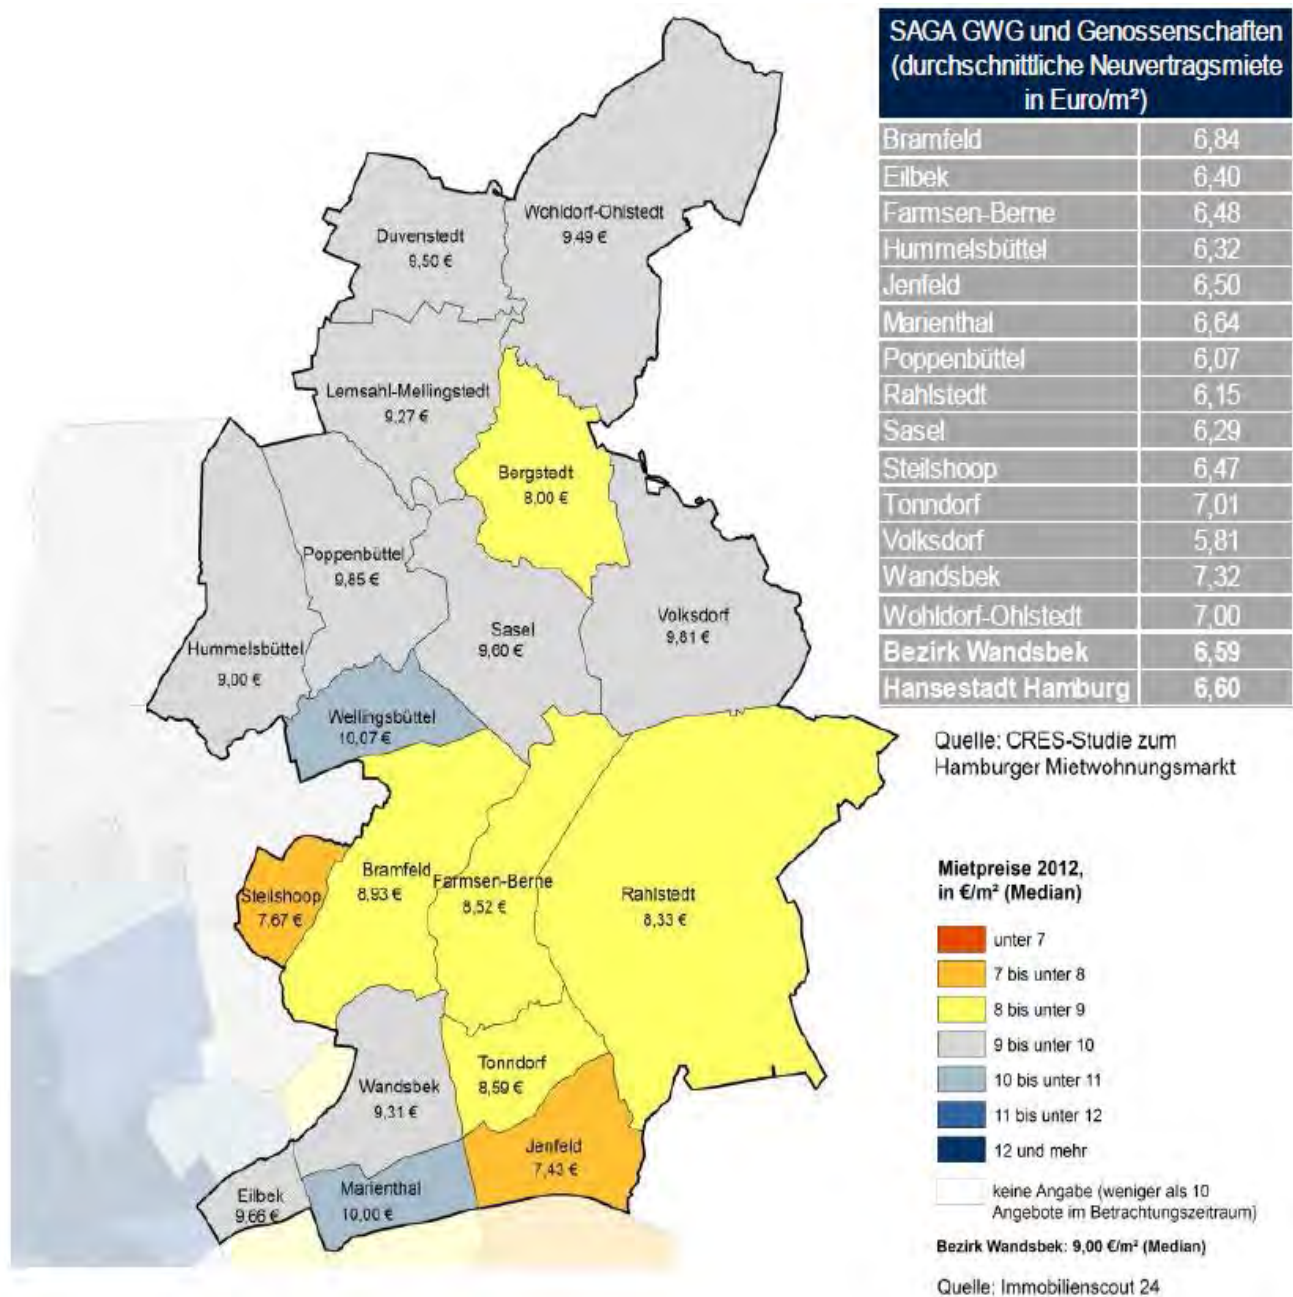 SAGA GWG und Genossenschaften
(durchschnittliche Neuvertragsmiete
in Euro/m²)
Bramfeld 6,84
Eilbek 6,40
Farmsen-Berne 6,48
Hummelsbüttel 6,32
Jenfeld 6,50
Marienthal 6,64
Poppenbüttel 6,07
Rahlstedt 6,15
Sasel 6,29
Steilshoop 6,47
Tonndorf 7,01
Volksdorf 5,81
Wandsbek 7,32
Wohldorf-Ohlstedt 7,00
Bezirk Wandsbek 6,59
Hansestadt Hamburg 6,60
Quelle: CRES-Studie zum
Hamburger Mietwohnungsmarkt
Wohldorf-Ohlstedt
9,49 €
Duvenstedt
9,50 €
Lemsahl-Mellingstedt
9,27 €
Bergstedt
8,00 €
Poppenbüttel
9,85 €
Sasel
9,60 €
Volksdorf
9,81 €
Hummelsbüttel
9,00 €
Wellingsbüttel
10,07 €
Bramfeld
8,93 €
Farmsen-Berne
8,52 €
Rahlstedt
8,33 €
Steilshoop
7,67 €
Tonndorf
8,59 €
Wandsbek
9,31 €
Jenfeld
7,43 €
Eilbek
9,66 €
Marienthal
10,00 €
Mietpreise 2012,
in €/m² (Median)
unter 7
7 bis unter 8
8 bis unter 9
9 bis unter 10
10 bis unter 11
11 bis unter 12
12 und mehr
keine Angabe (weniger als 10
Angebote im Betrachtungszeitraum)
Bezirk Wandsbek: 9,00 €/m² (Median)
Quelle: Immobilienscout 24